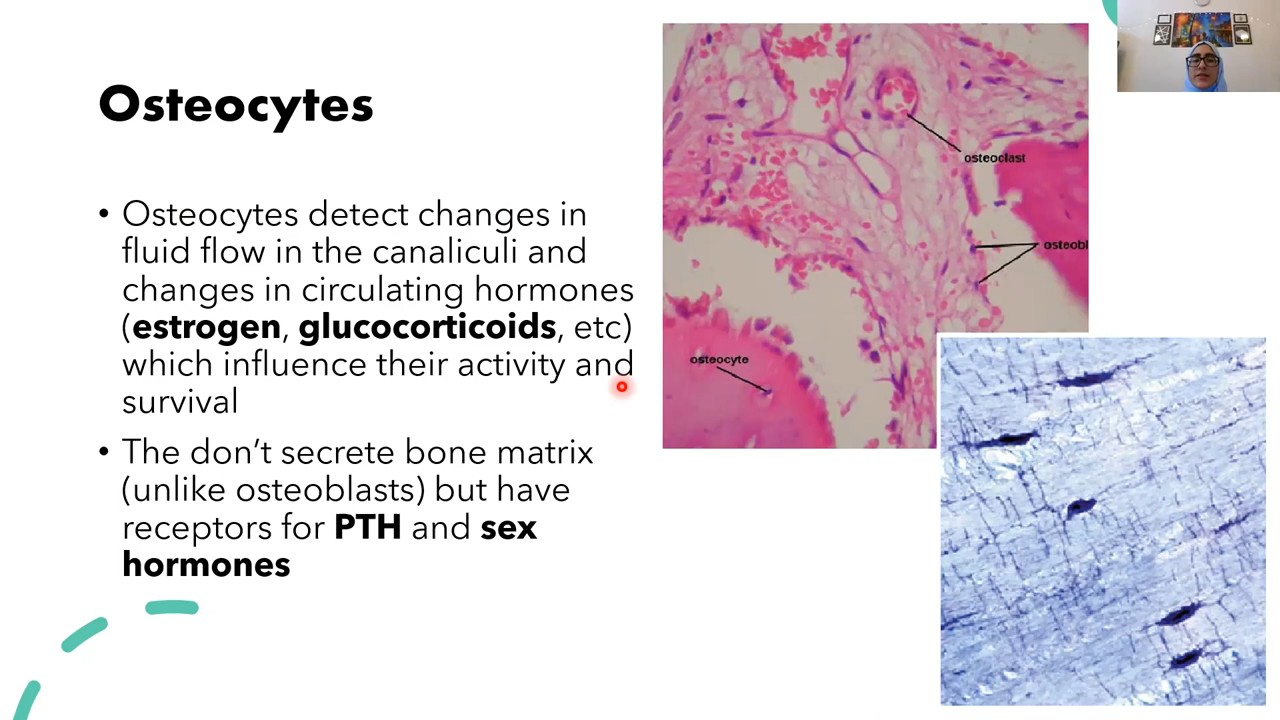 Osteocytes
• Osteocytes detect changes in
fluid flow in the canaliculi and
changes in circulating hormones
(estrogen, glucocorticoids, etc)
which influence their activity and
survival
• The don’t secrete bone matrix
(unlike osteoblasts) but have
receptors for PTH and sex
hormones
osteoclast
osteobl
osteocyte